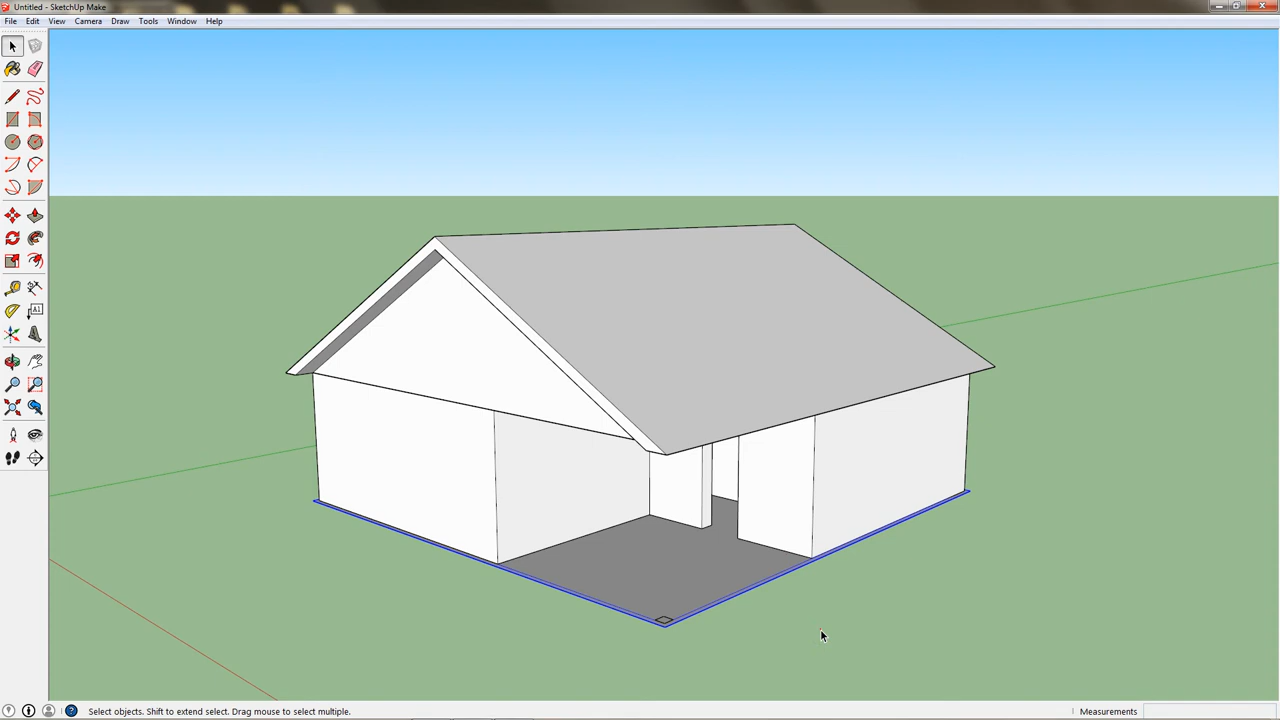 Untitled - SketchUp Make
File Edit View Camera Draw Tools Window Help
A1
Select objects. Shift to extend select. Drag mouse to select multiple.
Measurements